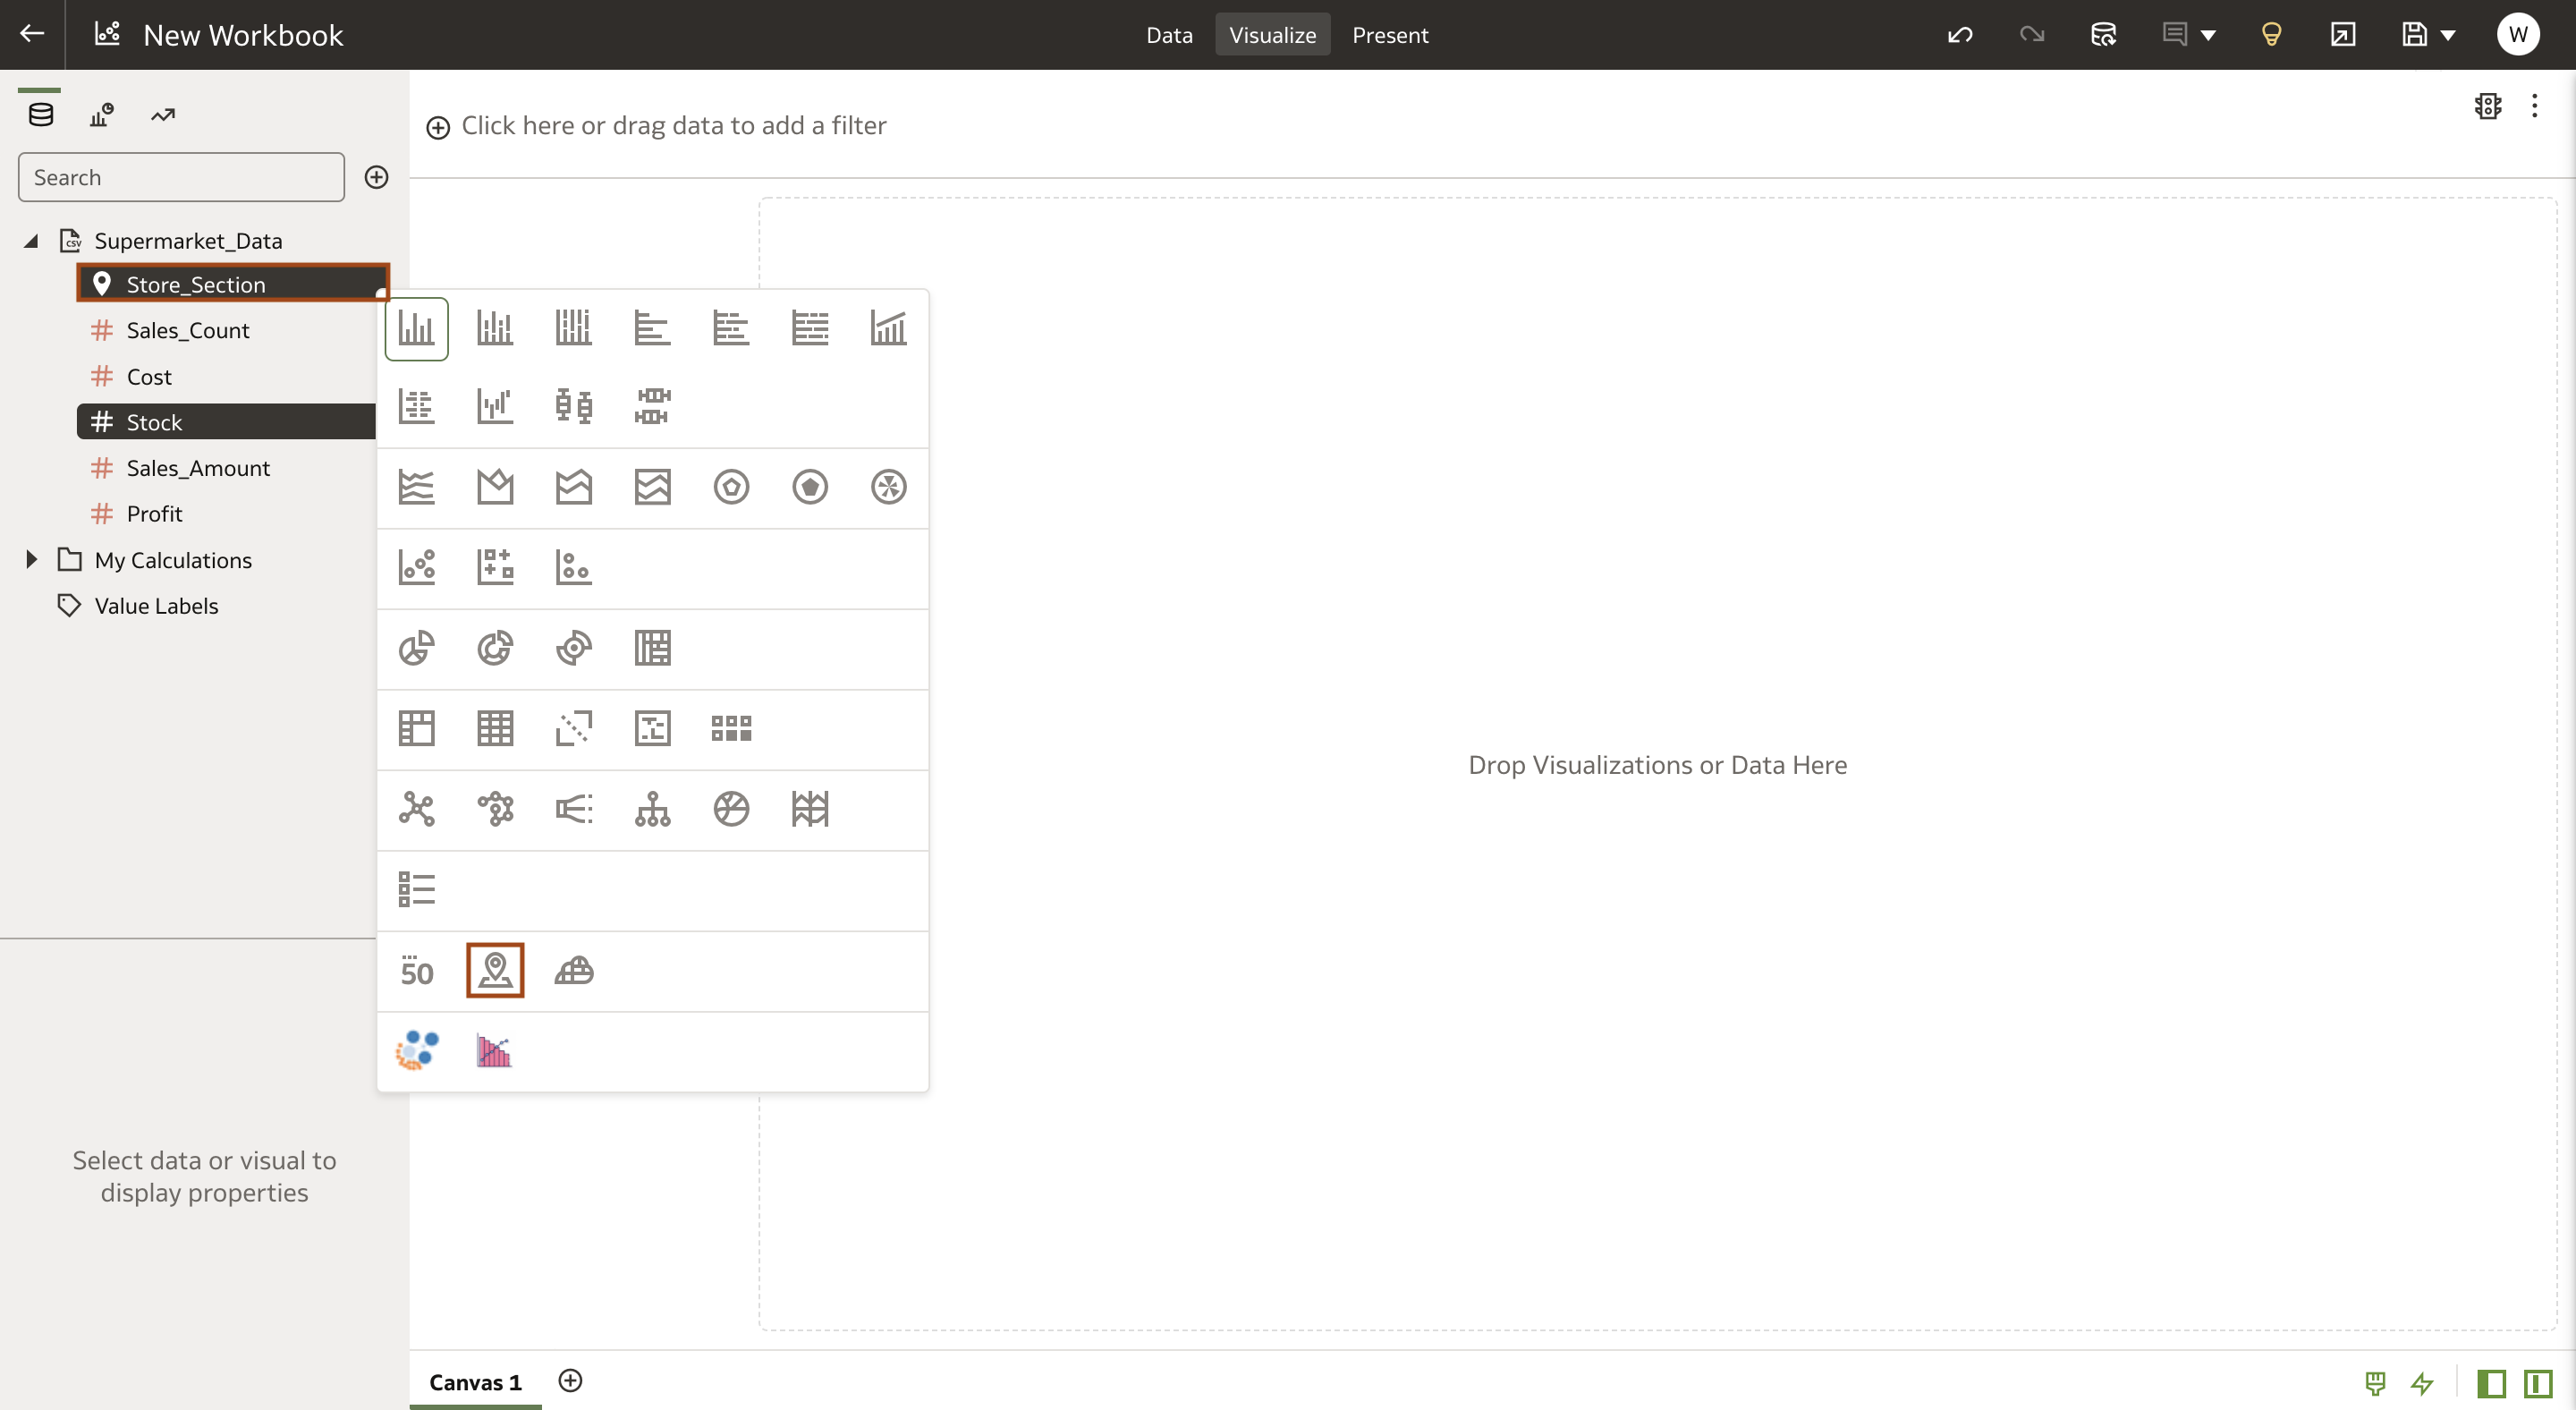 New Workbook
Data Visualize Present
W
Click here or drag data to add a filter
Search
CSV Supermarket_Data
Store_Section
Sales_Count
Cost
Stock
Sales_Amount
Profit
My Calculations
Value Labels
50
Drop Visualizations or Data Here
Select data or visual to
display properties
Canvas 1